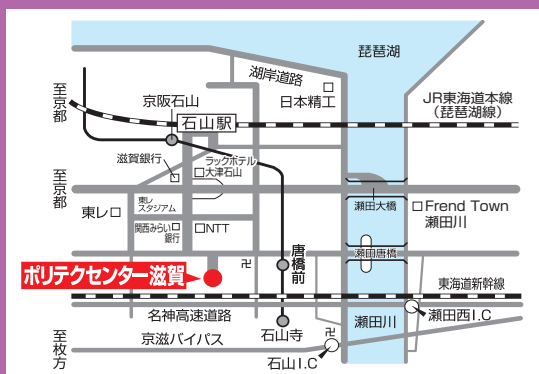 琵琶湖
湖岸道路
日本精工
JR東海道本線
(琵琶湖線)
至京都
京阪石山
石山駅
滋賀銀行
ラックホテル
大津石山
至京都
東レ
東レ
スタジアム
瀬田大橋
Frend Town
瀬田川
関西みらい
銀行
NTT
唐橋前
瀬田唐橋
ポリテクセンター滋賀
卍
東海道新幹線
名神高速道路
石山寺
瀬田川
瀬田西I.C
至枚方
京滋バイパス
石山I.C
卍